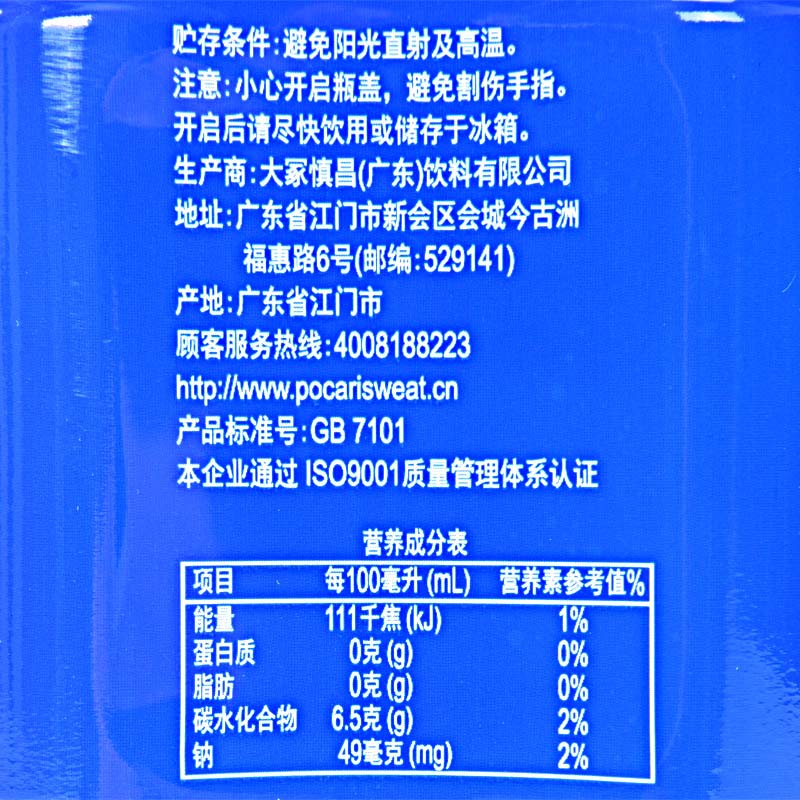 贮存条件:避免阳光直射及高温。
注意:小心开启瓶盖，避免割伤手指。
开启后请尽快饮用或储存于冰箱。
生产商:大冢慎昌(广东)饮料有限公司
地址:广东省江门市新会区会城今古洲
福惠路6号(邮编:529141)
产地:广东省江门市
顾客服务热线:4008188223
http://www.pocarisweat.cn
产品标准号:GB 7101
本企业通过 ISO9001质量管理体系认证
营养成分表
项目 每100毫升(mL) 营养素参考值%
能量 111千焦(kJ) 1%
蛋白质 0克(g) 0%
脂肪 0克(g) 0%
碳水化合物 6.5克(g) 2%
钠 49毫克(mg) 2%